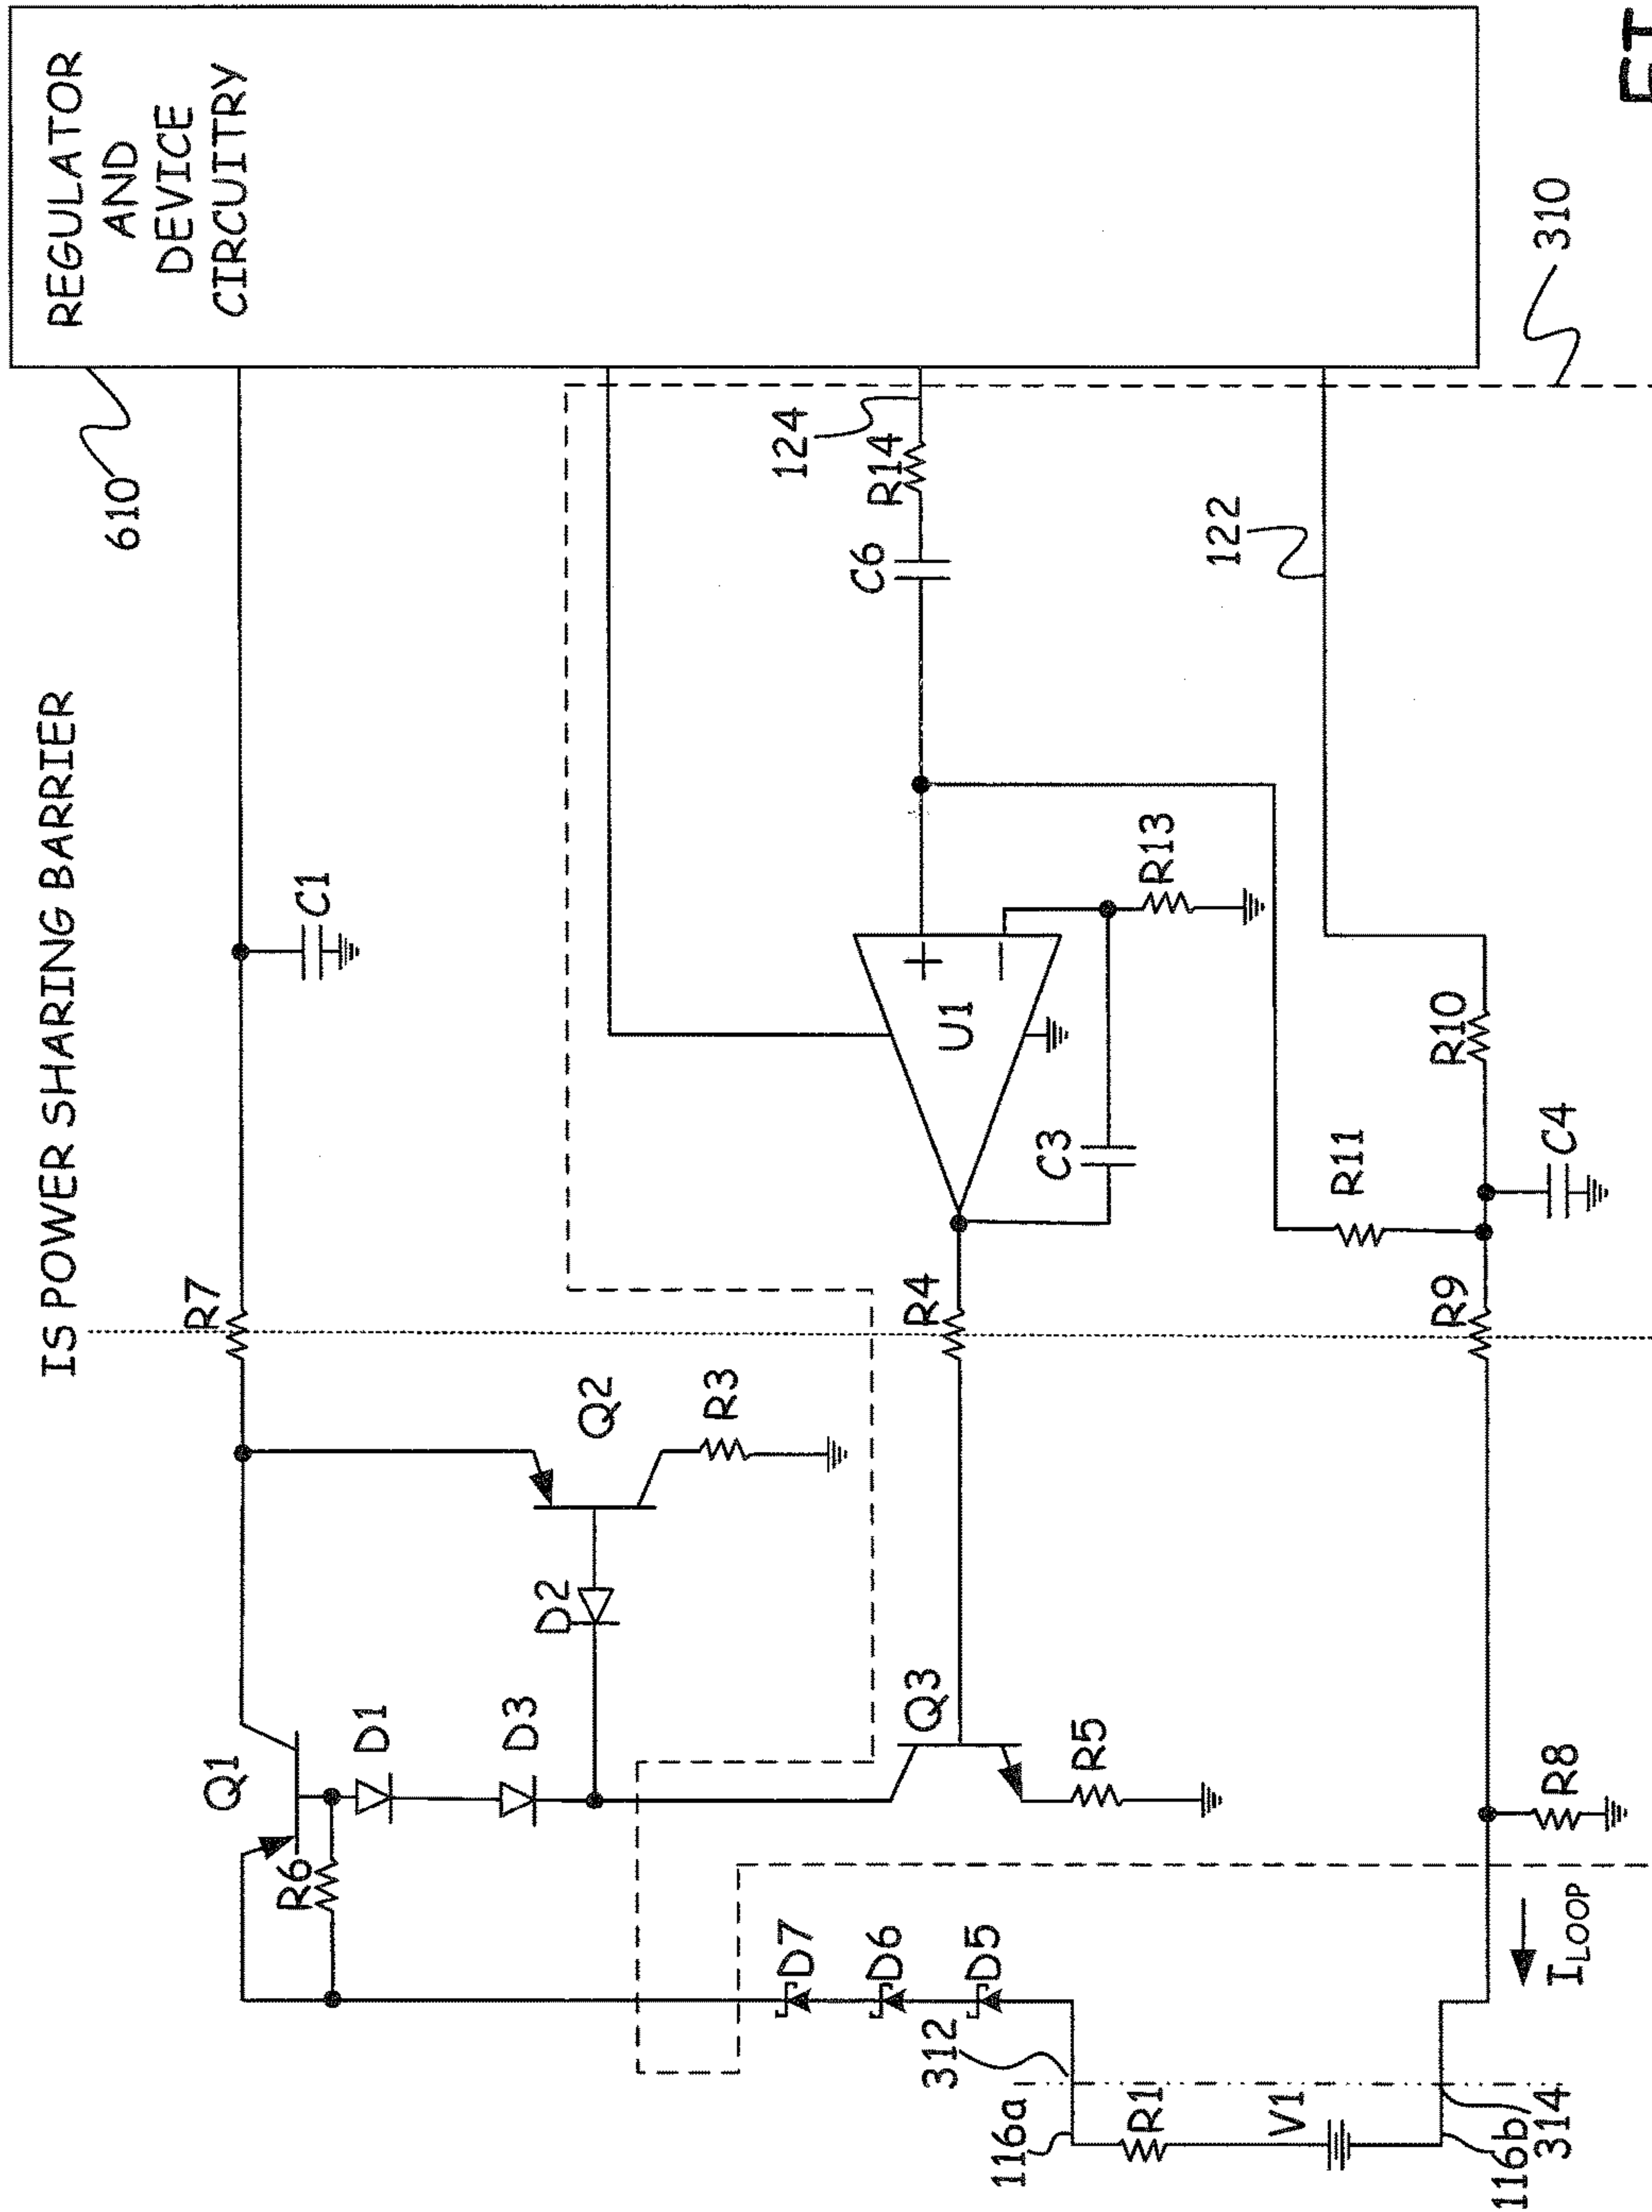 IS POWER SHARING BARRIER
REGULATOR
AND
DEVICE
CIRCUITRY
610
R7
C1
Q1
R6
D1
D3
D2
Q2
R3
D7
D6
D5
312
116a
R1
V1
116b
314
Q3
R5
R4
U1
+
−
C3
R13
C6
R14
124
122
R11
R9
R10
C4
R8
ILOOP
310